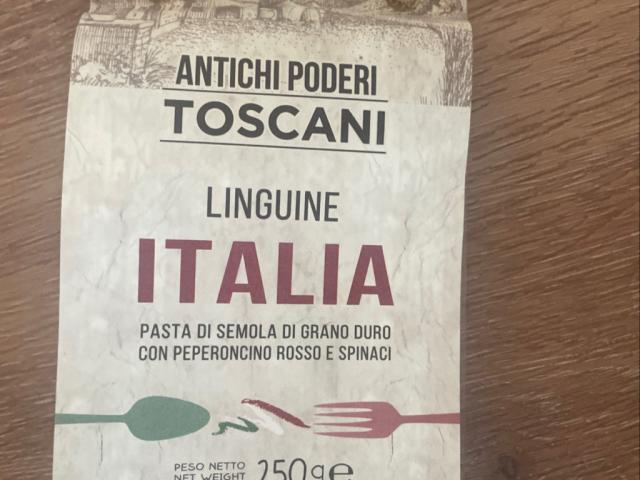 ANTICHI PODERI
TOSCANI
LINGUINE
ITALIA
PASTA DI SEMOLA DI GRANO DURO
CON PEPERONCINO ROSSO E SPINACI
PESO NETTO
NET WEIGHT 250g e